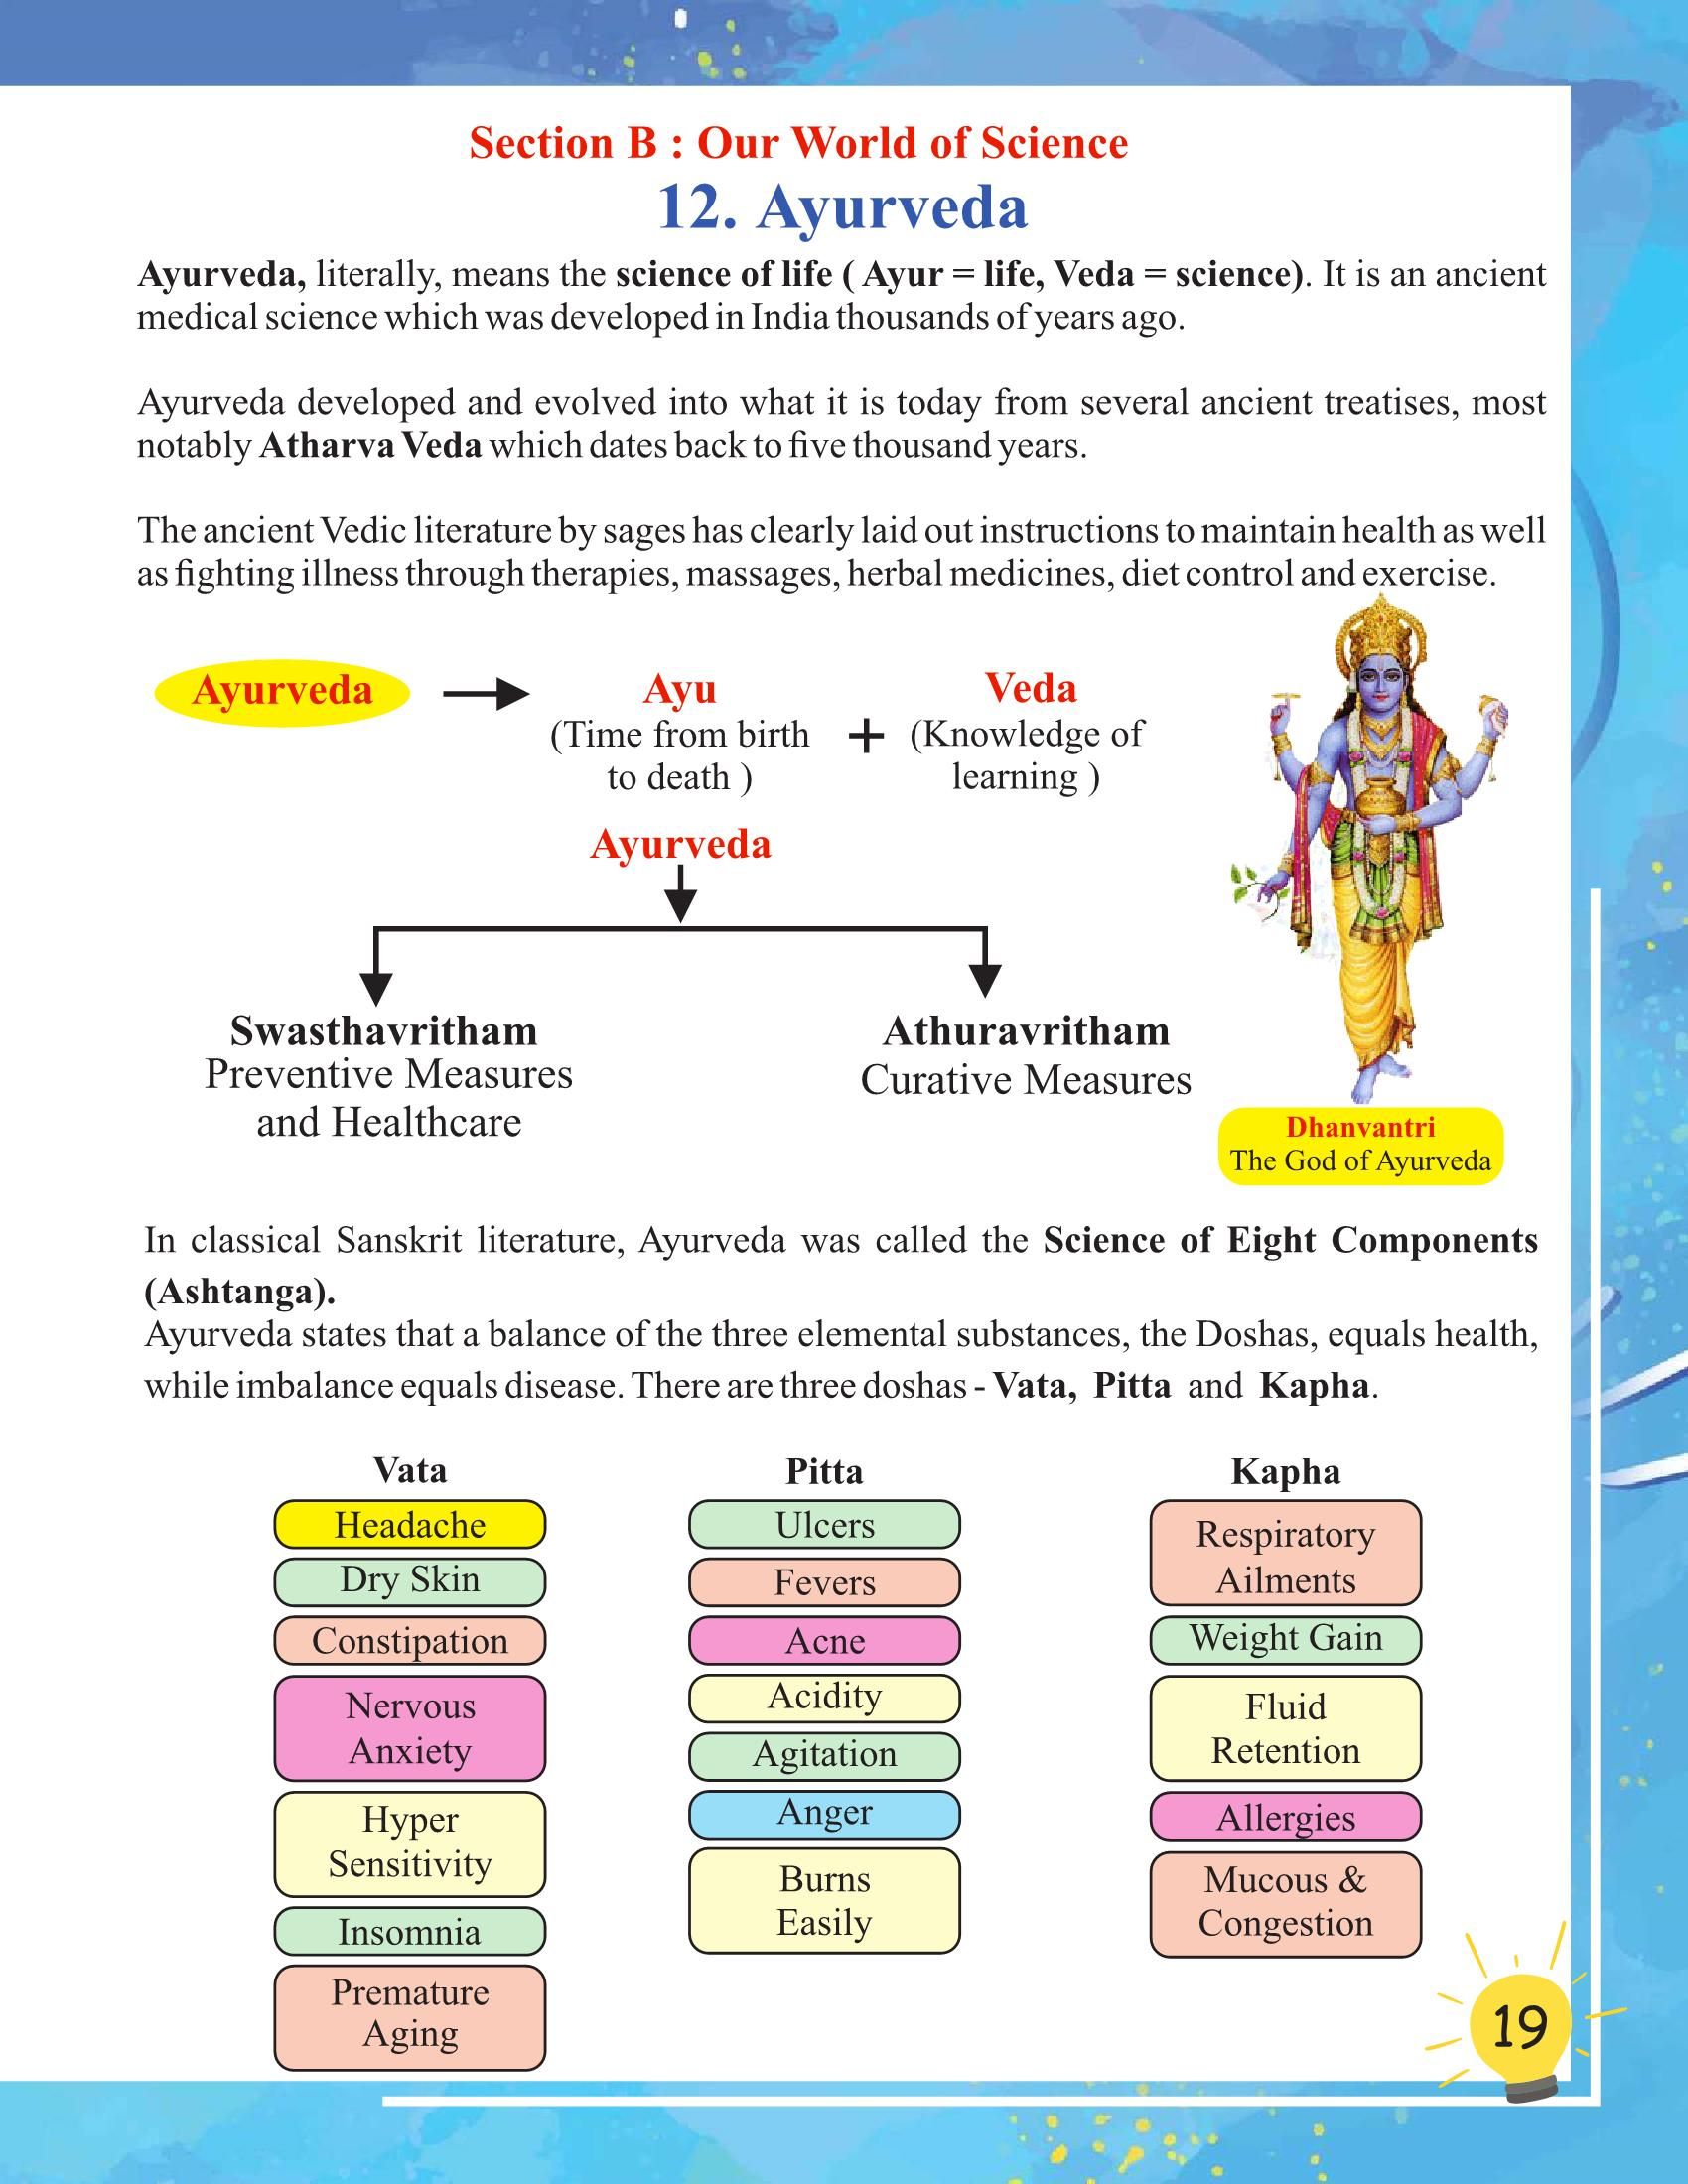 Section B : Our World of Science
12. Ayurveda
Ayurveda, literally, means the science of life ( Ayur = life, Veda = science). It is an ancient
medical science which was developed in India thousands of years ago.
Ayurveda developed and evolved into what it is today from several ancient treatises, most
notably Atharva Veda which dates back to five thousand years.
The ancient Vedic literature by sages has clearly laid out instructions to maintain health as well
as fighting illness through therapies, massages, herbal medicines, diet control and exercise.
Ayurveda
Ayu
(Time from birth
to death )
+
Veda
(Knowledge of
learning )
Ayurveda
Swasthavritham
Preventive Measures
and Healthcare
Athuravritham
Curative Measures
Dhanvantri
The God of Ayurveda
In classical Sanskrit literature, Ayurveda was called the Science of Eight Components
(Ashtanga).
Ayurveda states that a balance of the three elemental substances, the Doshas, equals health,
while imbalance equals disease. There are three doshas - Vata, Pitta and Kapha.
Vata
Headache
Dry Skin
Constipation
Nervous
Anxiety
Hyper
Sensitivity
Insomnia
Premature
Aging
Pitta
Ulcers
Fevers
Acne
Acidity
Agitation
Anger
Burns
Easily
Kapha
Respiratory
Ailments
Weight Gain
Fluid
Retention
Allergies
Mucous &
Congestion
19